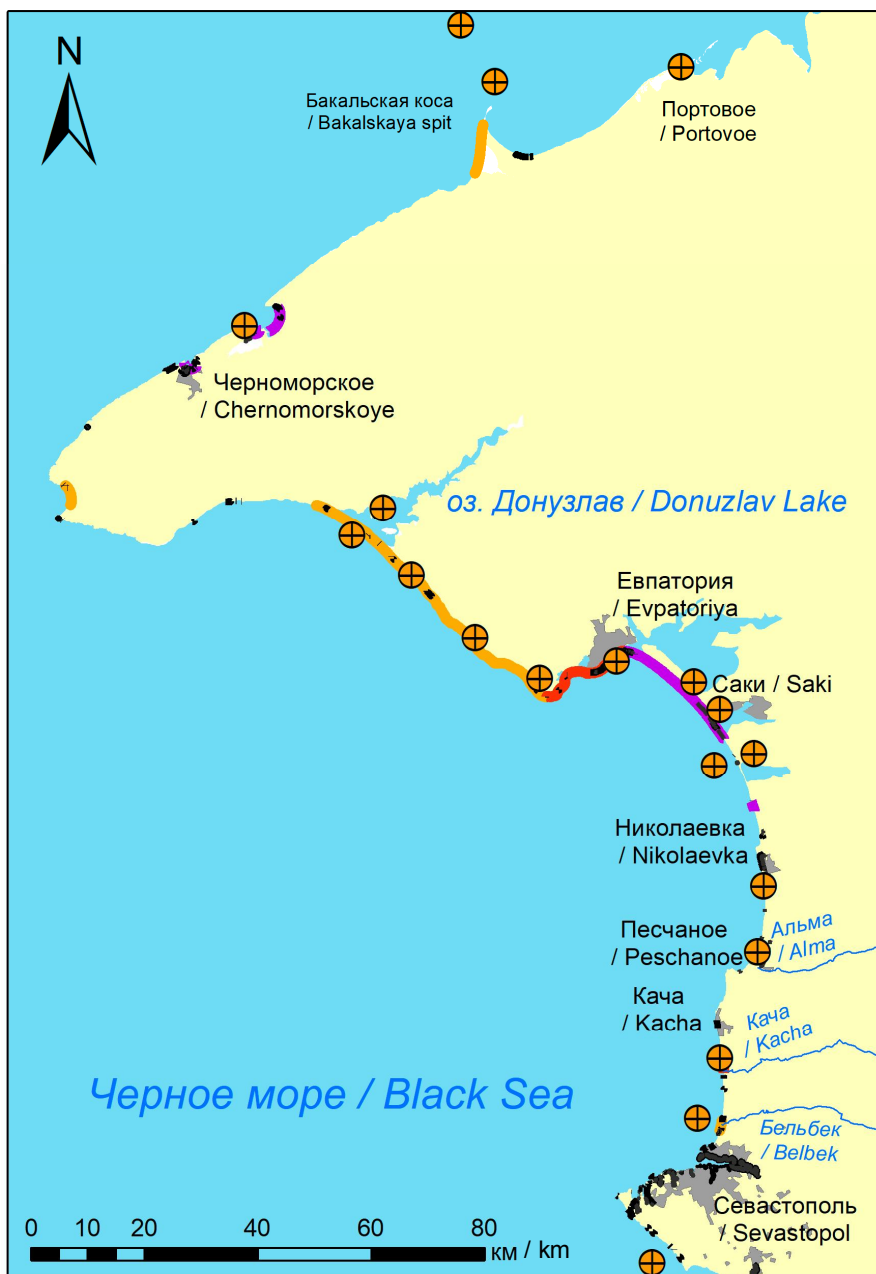 N
Бакальская коса
/ Bakalskaya spit
Портовое
/ Portovoe
Черноморское
/ Chernomorskoye
оз. Донузлав / Donuzlav Lake
Евпатория
/ Evpatoriya
Саки / Saki
Николаевка
/ Nikolaevka
Песчаное
/ Peschanoe
Альма
/ Alma
Кача
/ Kacha
Кача
/ Kacha
Черное море / Black Sea
Бельбек
/ Belbek
Севастополь
/ Sevastopol
0 10 20 40 60 80
км / km